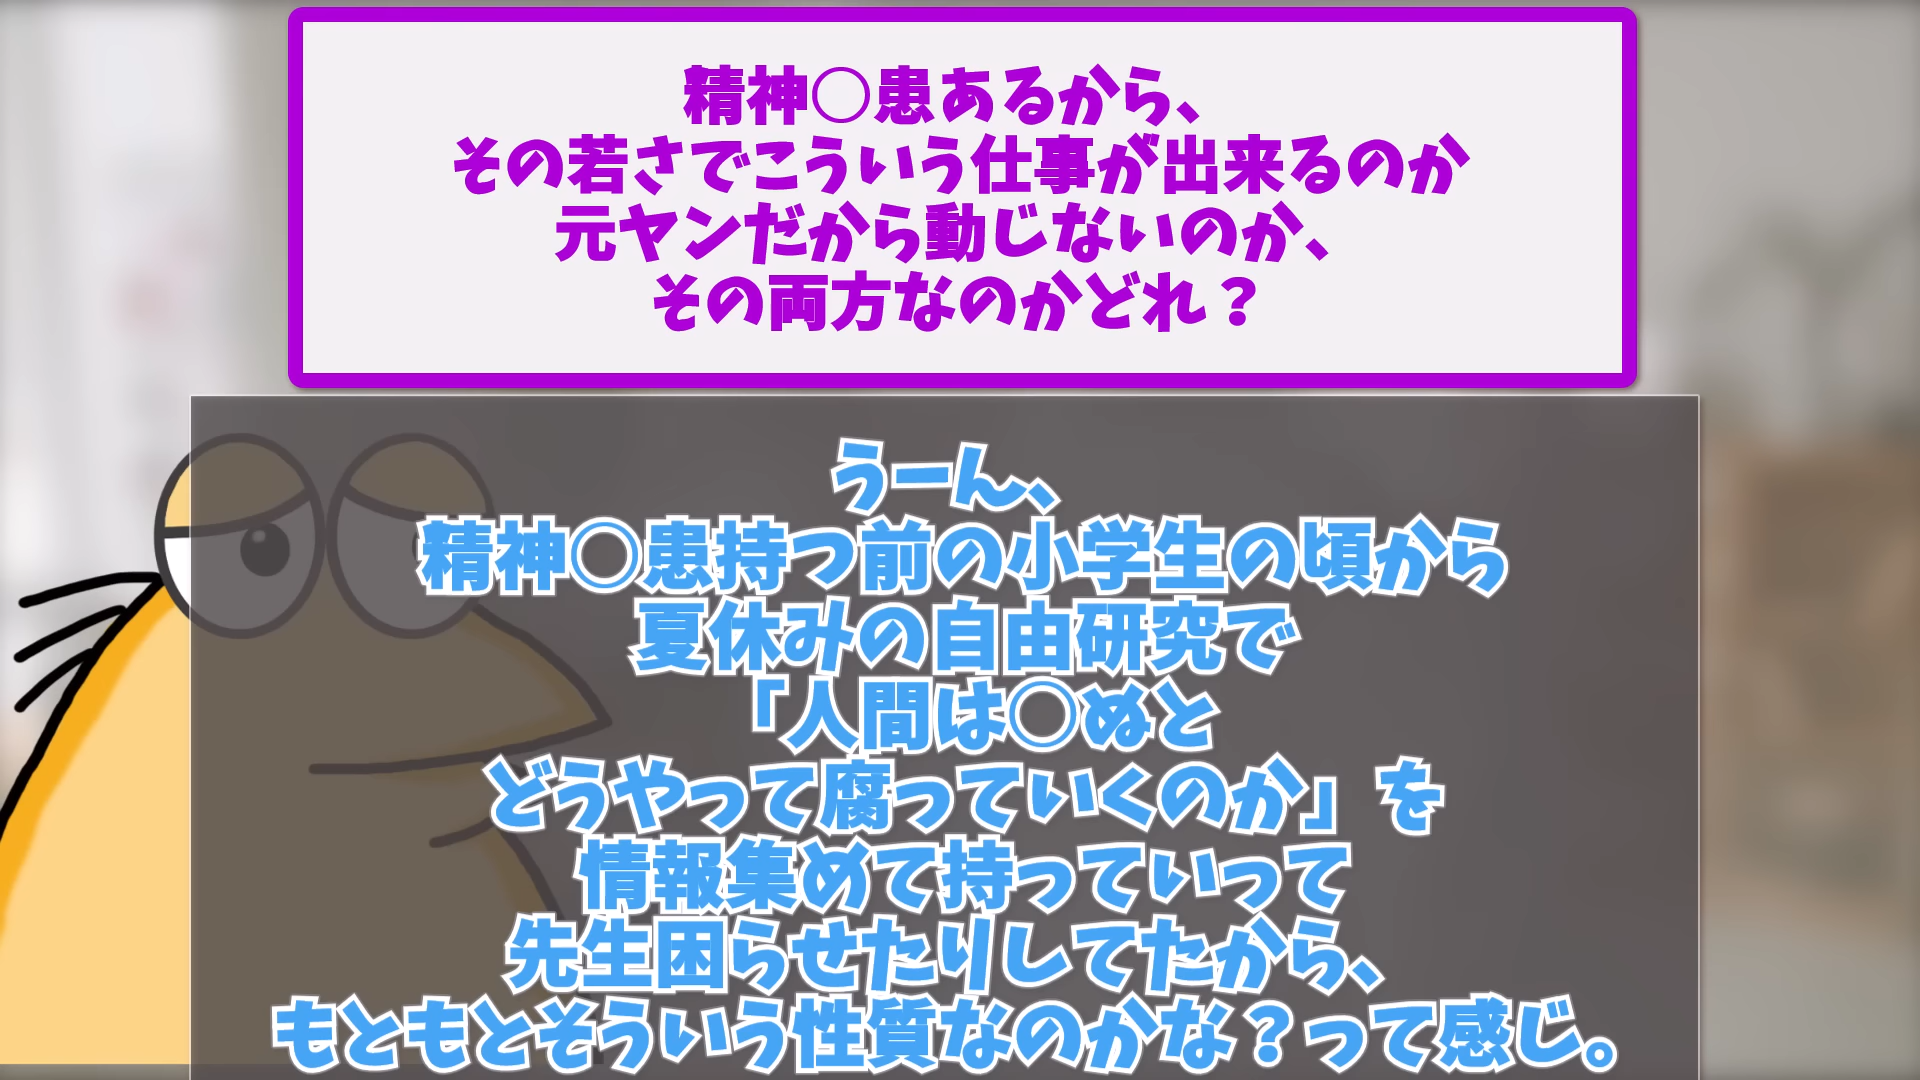 精神○患あるから、
その若さでこういう仕事が出来るのか
元ヤンだから動じないのか、
その両方なのかどれ？
うーん、
精神○患持つ前の小学生の頃から
夏休みの自由研究で
「人間は○ぬと
どうやって腐っていくのか」を
情報集めて持っていって
先生困らせたりしてたから、
もともとそういう性質なのかな？って感じ。